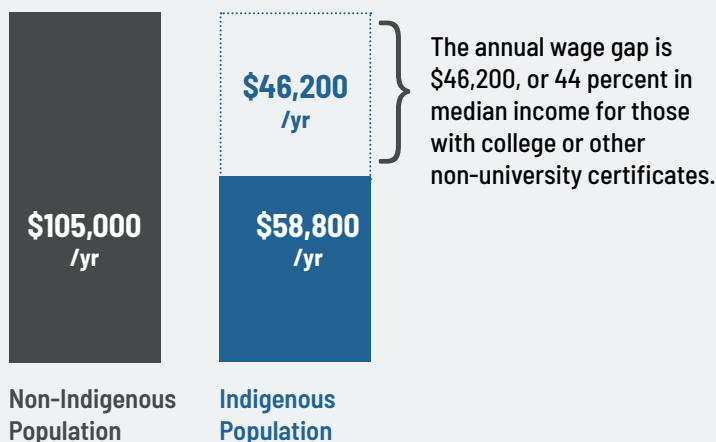 $46,200
/yr
The annual wage gap is
$46,200, or 44 percent in
median income for those
with college or other
non-university certificates.
$105,000
/yr
$58,800
/yr
Non-Indigenous
Population
Indigenous
Population